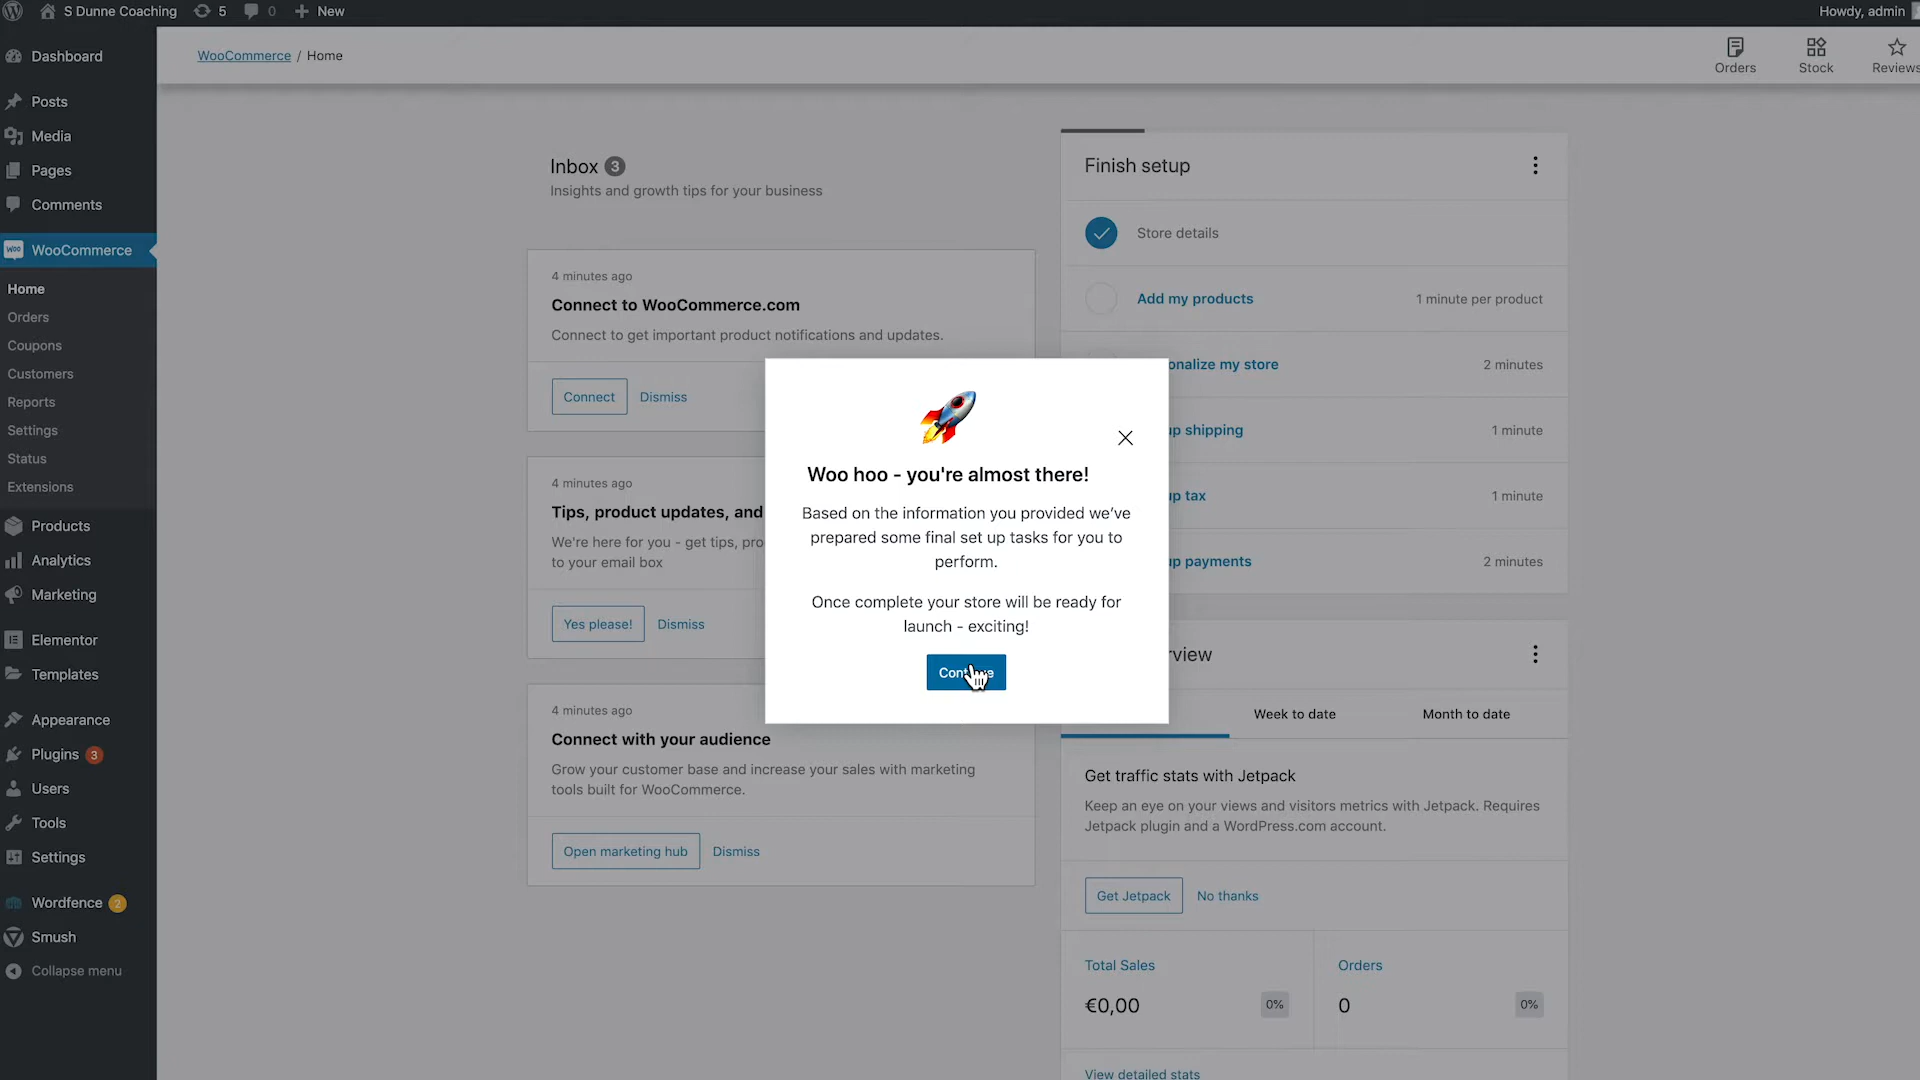 S Dunne Coaching 5 0 New
Howdy, admin
WooCommerce / Home
Orders
Stock
Reviews
Dashboard
Posts
Media
Pages
Comments
WooCommerce
Home
Orders
Coupons
Customers
Reports
Settings
Status
Extensions
Products
Analytics
Marketing
Elementor
Templates
Appearance
Plugins 3
Users
Tools
Settings
Wordfence 2
Smush
Collapse menu
Inbox 3
Insights and growth tips for your business
4 minutes ago
Connect to WooCommerce.com
Connect to get important product notifications and updates.
Connect Dismiss
4 minutes ago
Tips, product updates, and
We're here for you - get tips, pro
to your email box
Yes please! Dismiss
4 minutes ago
Connect with your audience
Grow your customer base and increase your sales with marketing
tools built for WooCommerce.
Open marketing hub Dismiss
Woo hoo - you're almost there!
Based on the information you provided we've
prepared some final set up tasks for you to
perform.
Once complete your store will be ready for
launch - exciting!
Finish setup
Store details
Add my products 1 minute per product
onalize my store 2 minutes
up shipping 1 minute
up tax 1 minute
up payments 2 minutes
rview
Week to date Month to date
Get traffic stats with Jetpack
Keep an eye on your views and visitors metrics with Jetpack. Requires
Jetpack plugin and a WordPress.com account.
Get Jetpack No thanks
Total Sales
€0,00 0%
Orders
0 0%
View detailed stats